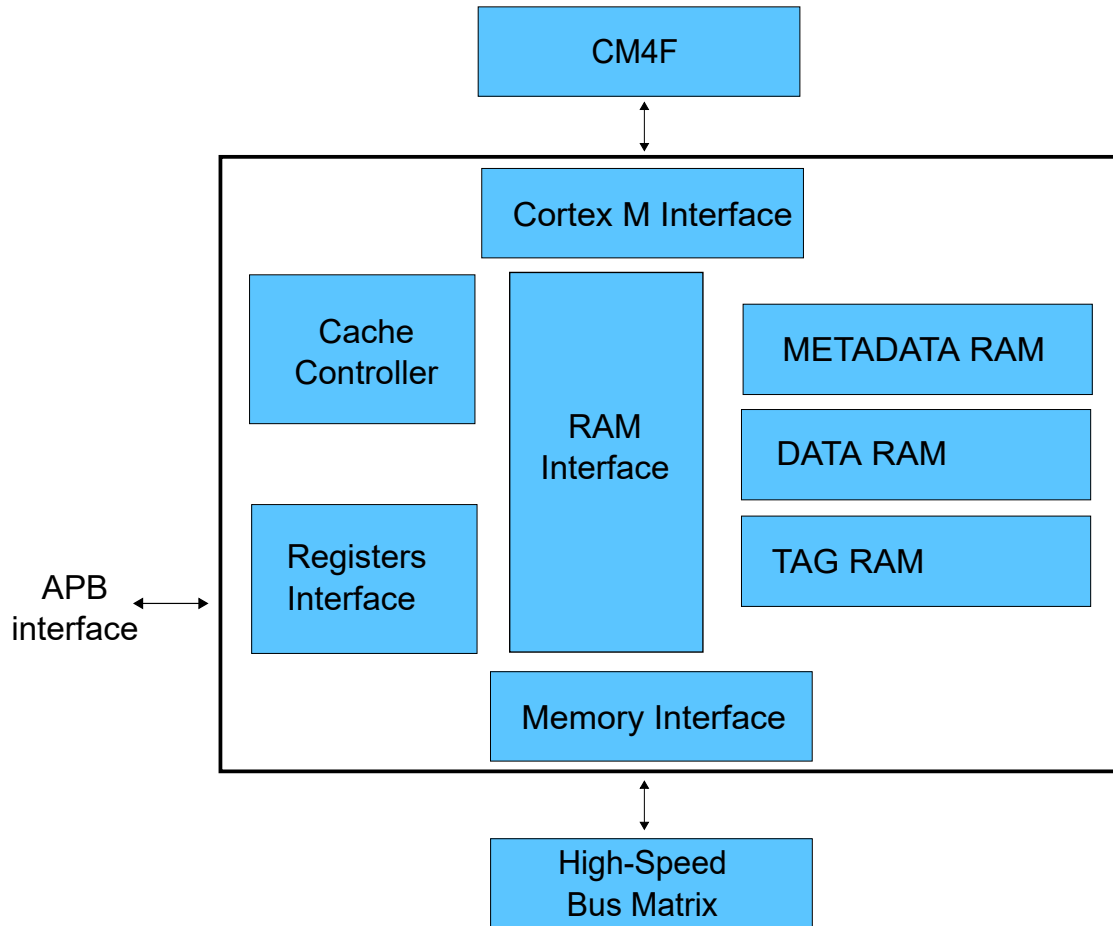 CM4F
Cortex M Interface
Cache
Controller
RAM
Interface
METADATA RAM
DATA RAM
TAG RAM
Registers
Interface
APB
interface
Memory Interface
High-Speed
Bus Matrix